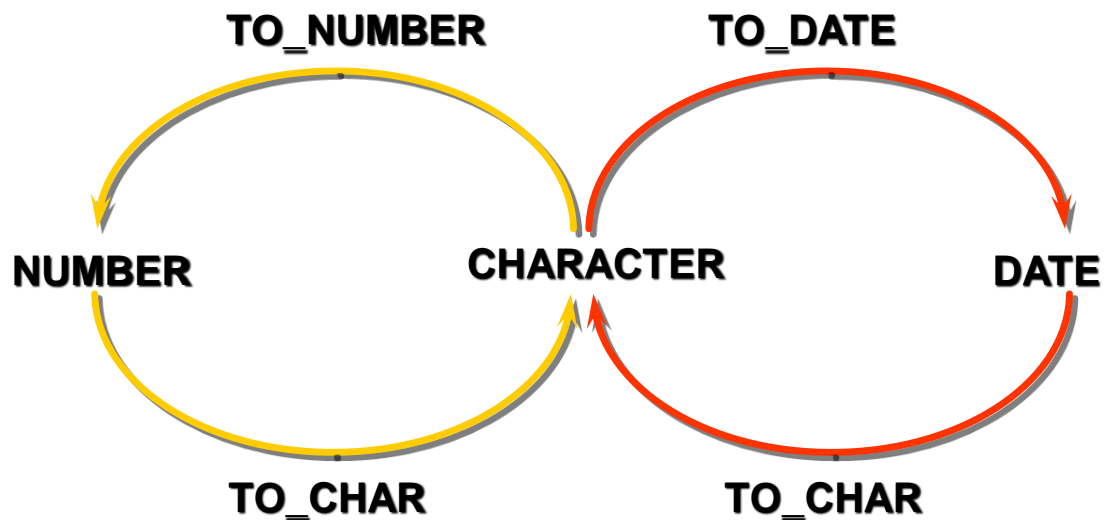 TO_NUMBER
TO_DATE
NUMBER
CHARACTER
DATE
TO_CHAR
TO_CHAR